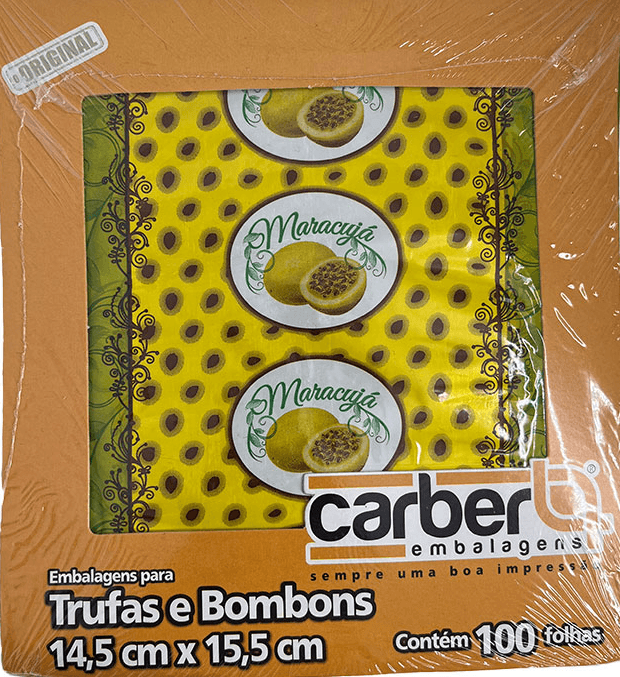 O ORIGINAL
Maracujá
Maracujá
carber
embalagens
sempre uma boa impressão
Embalagens para
Trufas e Bombons
14,5 cm x 15,5 cm
Contém 100 folhas